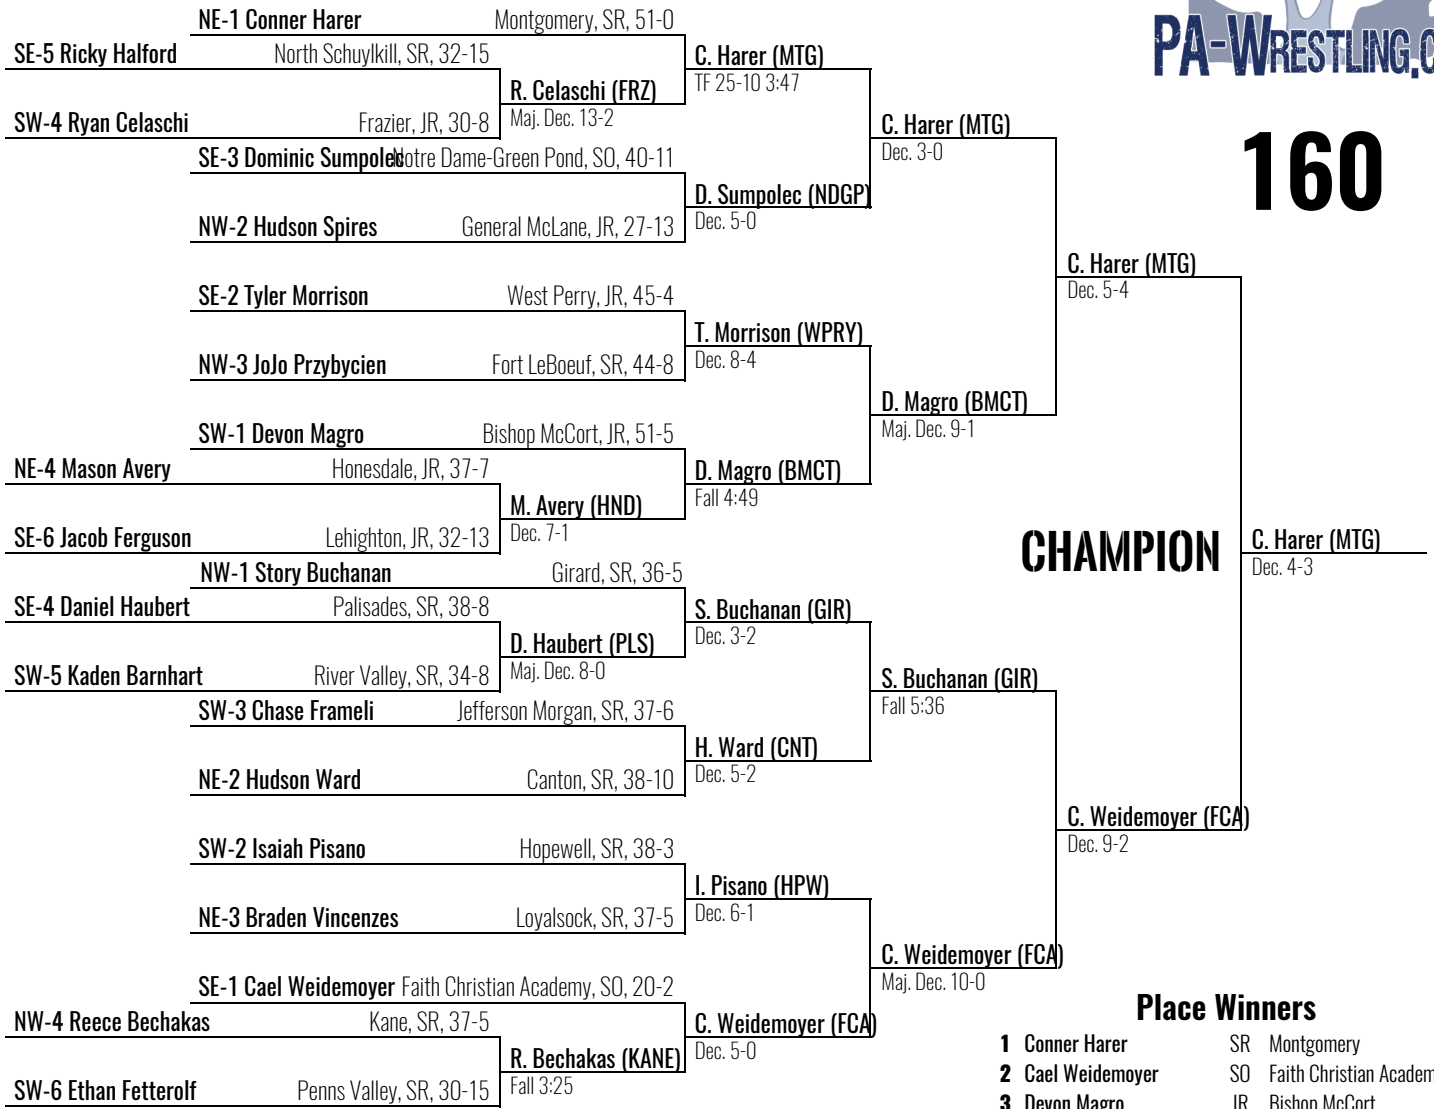 NE-1 Conner Harer Montgomery, SR, 51-0
SE-5 Ricky Halford North Schuylkill, SR, 32-15
C. Harer (MTG)
TF 25-10 3:47
PA-WRESTLING.C
R. Celaschi (FRZ)
Maj. Dec. 13-2
SW-4 Ryan Celaschi Frazier, JR, 30-8
C. Harer (MTG)
Dec. 3-0
160
SE-3 Dominic Sumpolec Notre Dame-Green Pond, SO, 40-11
D. Sumpolec (NDGP)
Dec. 5-0
NW-2 Hudson Spires General McLane, JR, 27-13
C. Harer (MTG)
Dec. 5-4
SE-2 Tyler Morrison West Perry, JR, 45-4
T. Morrison (WPRY)
Dec. 8-4
NW-3 JoJo Przybycien Fort LeBoeuf, SR, 44-8
D. Magro (BMCT)
Maj. Dec. 9-1
SW-1 Devon Magro Bishop McCort, JR, 51-5
NE-4 Mason Avery Honesdale, JR, 37-7
D. Magro (BMCT)
Fall 4:49
M. Avery (HND)
Dec. 7-1
SE-6 Jacob Ferguson Lehighton, JR, 32-13
CHAMPION
C. Harer (MTG)
Dec. 4-3
NW-1 Story Buchanan Girard, SR, 36-5
SE-4 Daniel Haubert Palisades, SR, 38-8
S. Buchanan (GIR)
Dec. 3-2
D. Haubert (PLS)
Maj. Dec. 8-0
SW-5 Kaden Barnhart River Valley, SR, 34-8
S. Buchanan (GIR)
Fall 5:36
SW-3 Chase Frameli Jefferson Morgan, SR, 37-6
H. Ward (CNT)
Dec. 5-2
NE-2 Hudson Ward Canton, SR, 38-10
C. Weidemoyer (FCA)
Dec. 9-2
SW-2 Isaiah Pisano Hopewell, SR, 38-3
I. Pisano (HPW)
Dec. 6-1
NE-3 Braden Vincenzes Loyalsock, SR, 37-5
C. Weidemoyer (FCA)
Maj. Dec. 10-0
SE-1 Cael Weidemoyer Faith Christian Academy, SO, 20-2
NW-4 Reece Bechakas Kane, SR, 37-5
C. Weidemoyer (FCA)
Dec. 5-0
R. Bechakas (KANE)
Fall 3:25
SW-6 Ethan Fetterolf Penns Valley, SR, 30-15
Place Winners
1 Conner Harer SR Montgomery
2 Cael Weidemoyer SO Faith Christian Academ
3 Devon Magro JR Bishop McCort